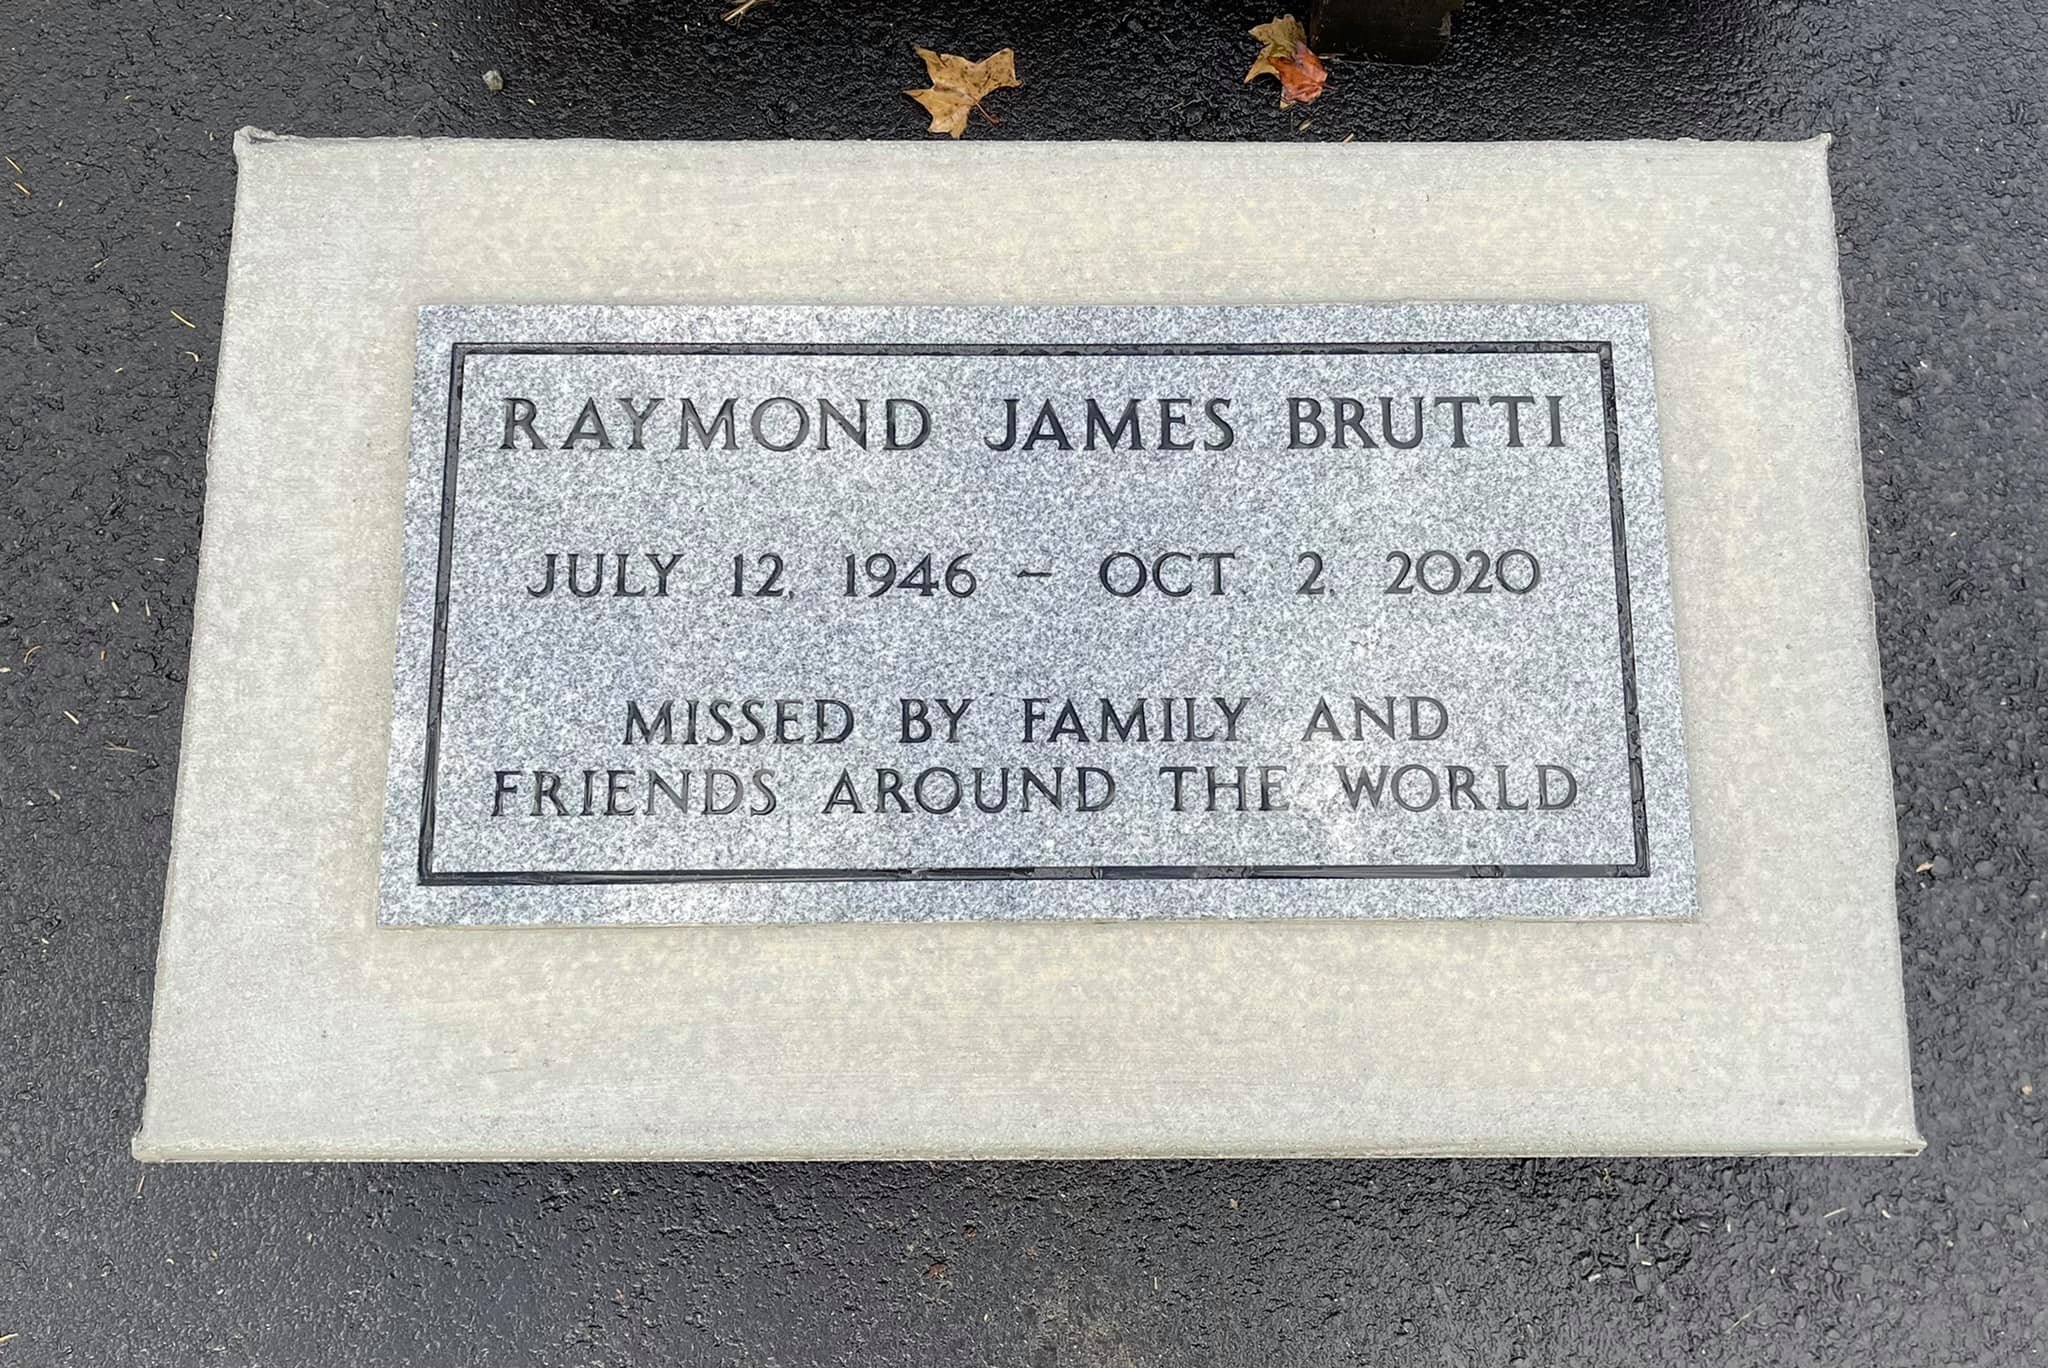 RAYMOND JAMES BRUTTI
JULY 12, 1946 – OCT. 2, 2020
MISSED BY FAMILY AND
FRIENDS AROUND THE WORLD